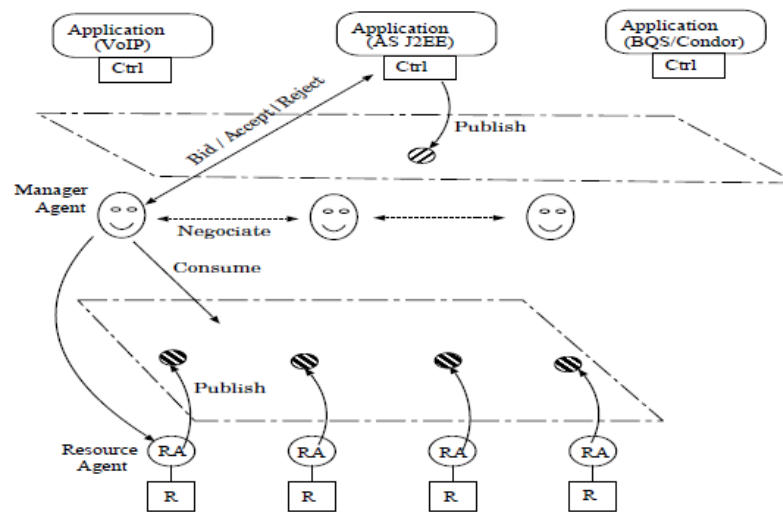 Application
(VoIP)
Ctrl
Application
(AS J2EE)
Ctrl
Application
(BQS/Condor)
Ctrl
Bid / Accept | Reject
Publish
Manager
Agent
Negociate
Consume
Publish
Resource
Agent
RA
RA
RA
RA
R
R
R
R